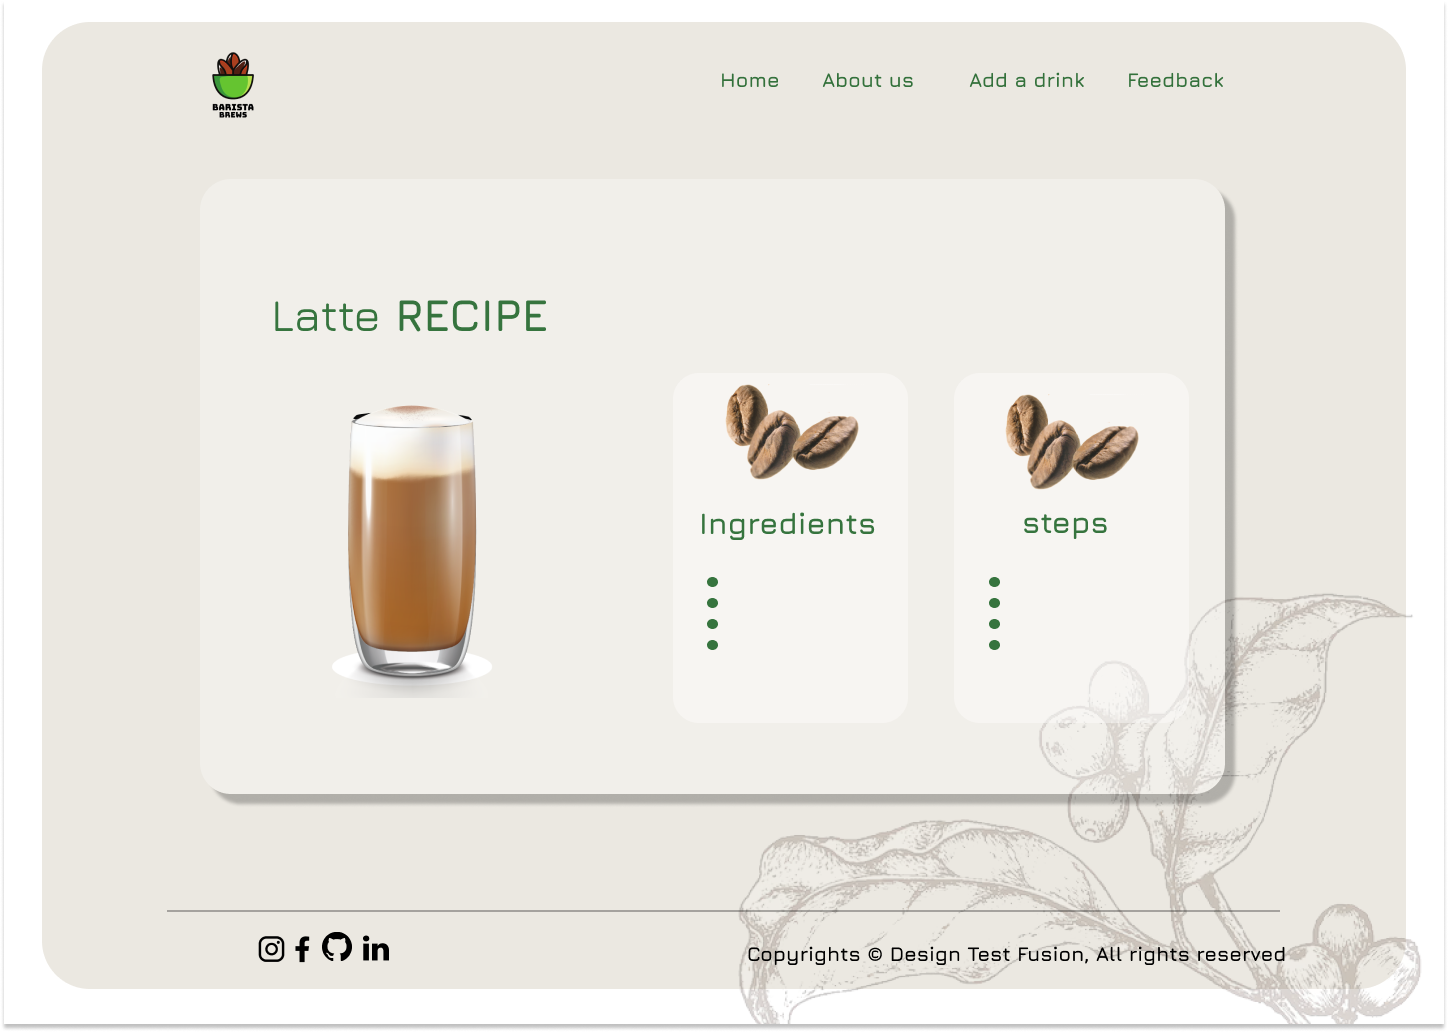 BARISTA
BREWS
Home About us Add a drink Feedback
Latte RECIPE
Ingredients
steps
Copyrights © Design Test Fusion, All rights reserved